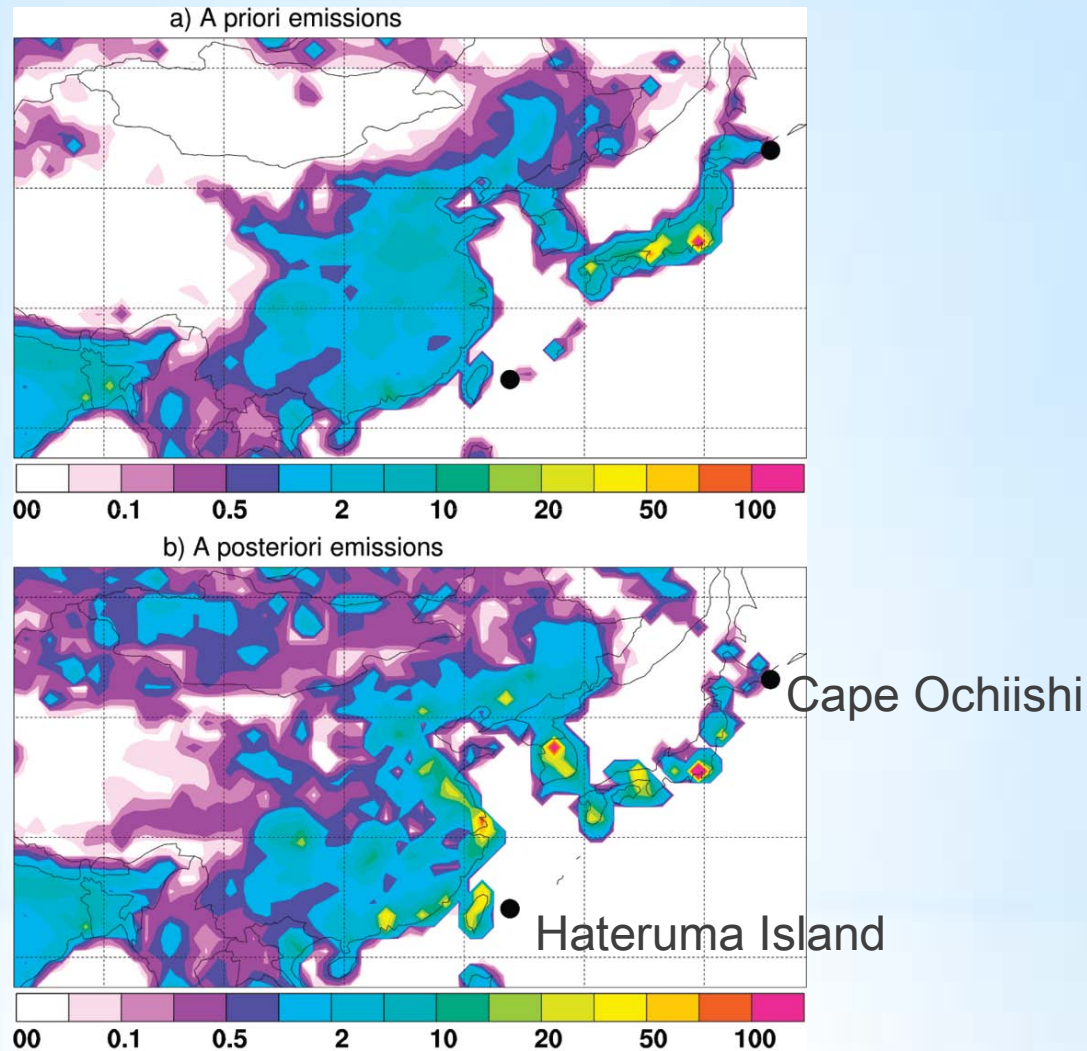 a) A priori emissions
00 0.1 0.5 2 10 20 50 100
b) A posteriori emissions
Cape Ochiishi
Hateruma Island
00 0.1 0.5 2 10 20 50 100